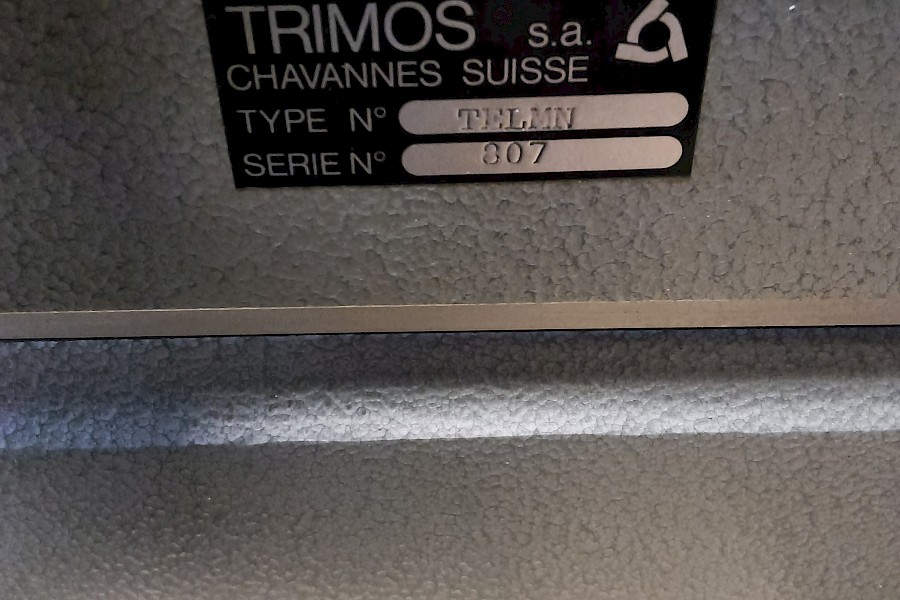 TRIMOS s.a.
CHAVANNES SUISSE
TYPE N° TELMN
SERIE N° 807